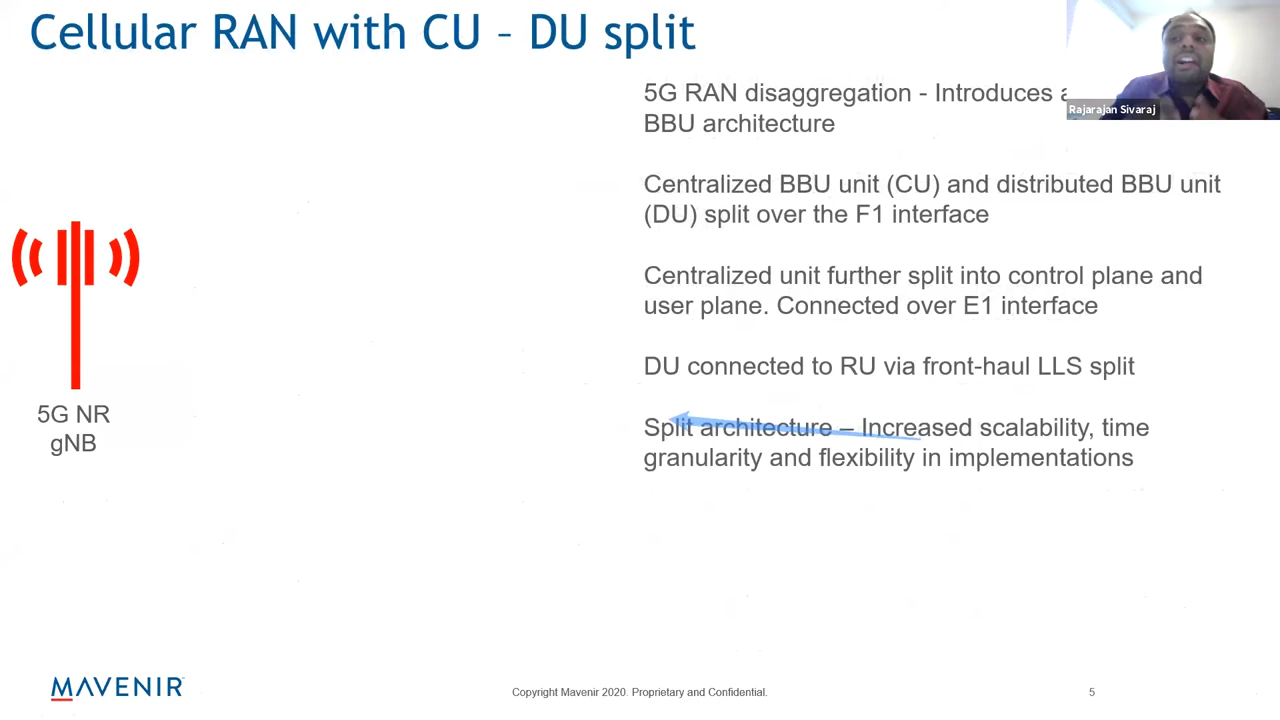 Cellular RAN with CU – DU split
5G RAN disaggregation - Introduces
BBU architecture
Rajarajan Sivaraj
Centralized BBU unit (CU) and distributed BBU unit
(DU) split over the F1 interface
Centralized unit further split into control plane and
user plane. Connected over E1 interface
DU connected to RU via front-haul LLS split
Split architecture – Increased scalability, time
granularity and flexibility in implementations
5G NR
gNB
MAVENIR
Copyright Mavenir 2020. Proprietary and Confidential.
5